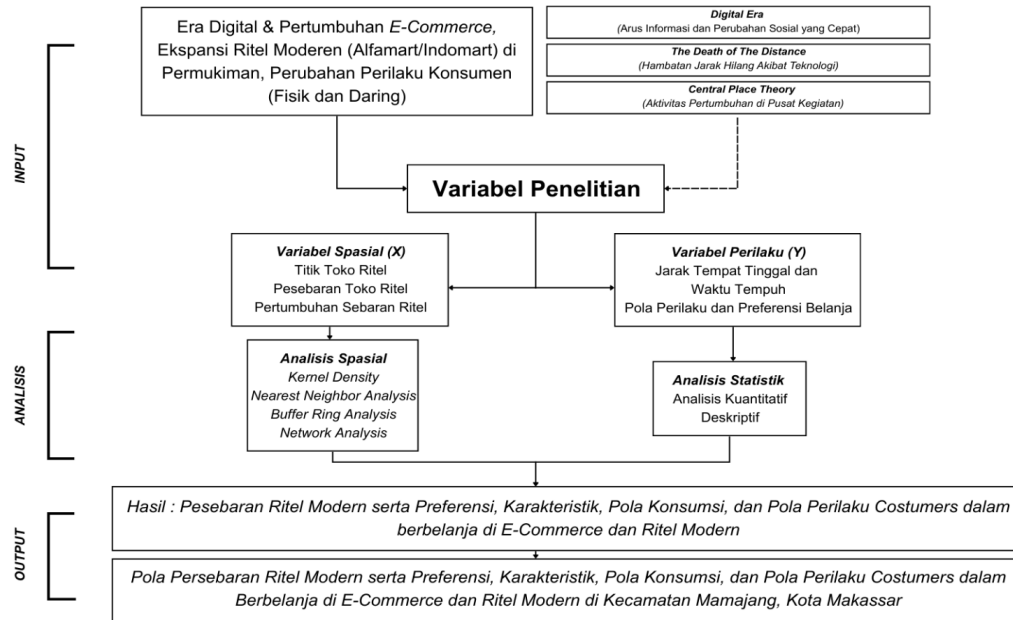 Era Digital & Pertumbuhan E-Commerce,
Ekspansi Ritel Moderen (Alfamart/Indomart) di
Permukiman, Perubahan Perilaku Konsumen
(Fisik dan Daring)
Digital Era
(Arus Informasi dan Perubahan Sosial yang Cepat)
The Death of The Distance
(Hambatan Jarak Hilang Akibat Teknologi)
Central Place Theory
(Aktivitas Pertumbuhan di Pusat Kegiatan)
INPUT
Variabel Penelitian
Variabel Spasial (X)
Titik Toko Ritel
Pesebaran Toko Ritel
Pertumbuhan Sebaran Ritel
Variabel Perilaku (Y)
Jarak Tempat Tinggal dan
Waktu Tempuh
Pola Perilaku dan Preferensi Belanja
ANALISIS
Analisis Spasial
Kernel Density
Nearest Neighbor Analysis
Buffer Ring Analysis
Network Analysis
Analisis Statistik
Analisis Kuantitatif
Deskriptif
OUTPUT
Hasil : Pesebaran Ritel Modern serta Preferensi, Karakteristik, Pola Konsumsi, dan Pola Perilaku Costumers dalam
berbelanja di E-Commerce dan Ritel Modern
Pola Persebaran Ritel Modern serta Preferensi, Karakteristik, Pola Konsumsi, dan Pola Perilaku Costumers dalam
Berbelanja di E-Commerce dan Ritel Modern di Kecamatan Mamajang, Kota Makassar